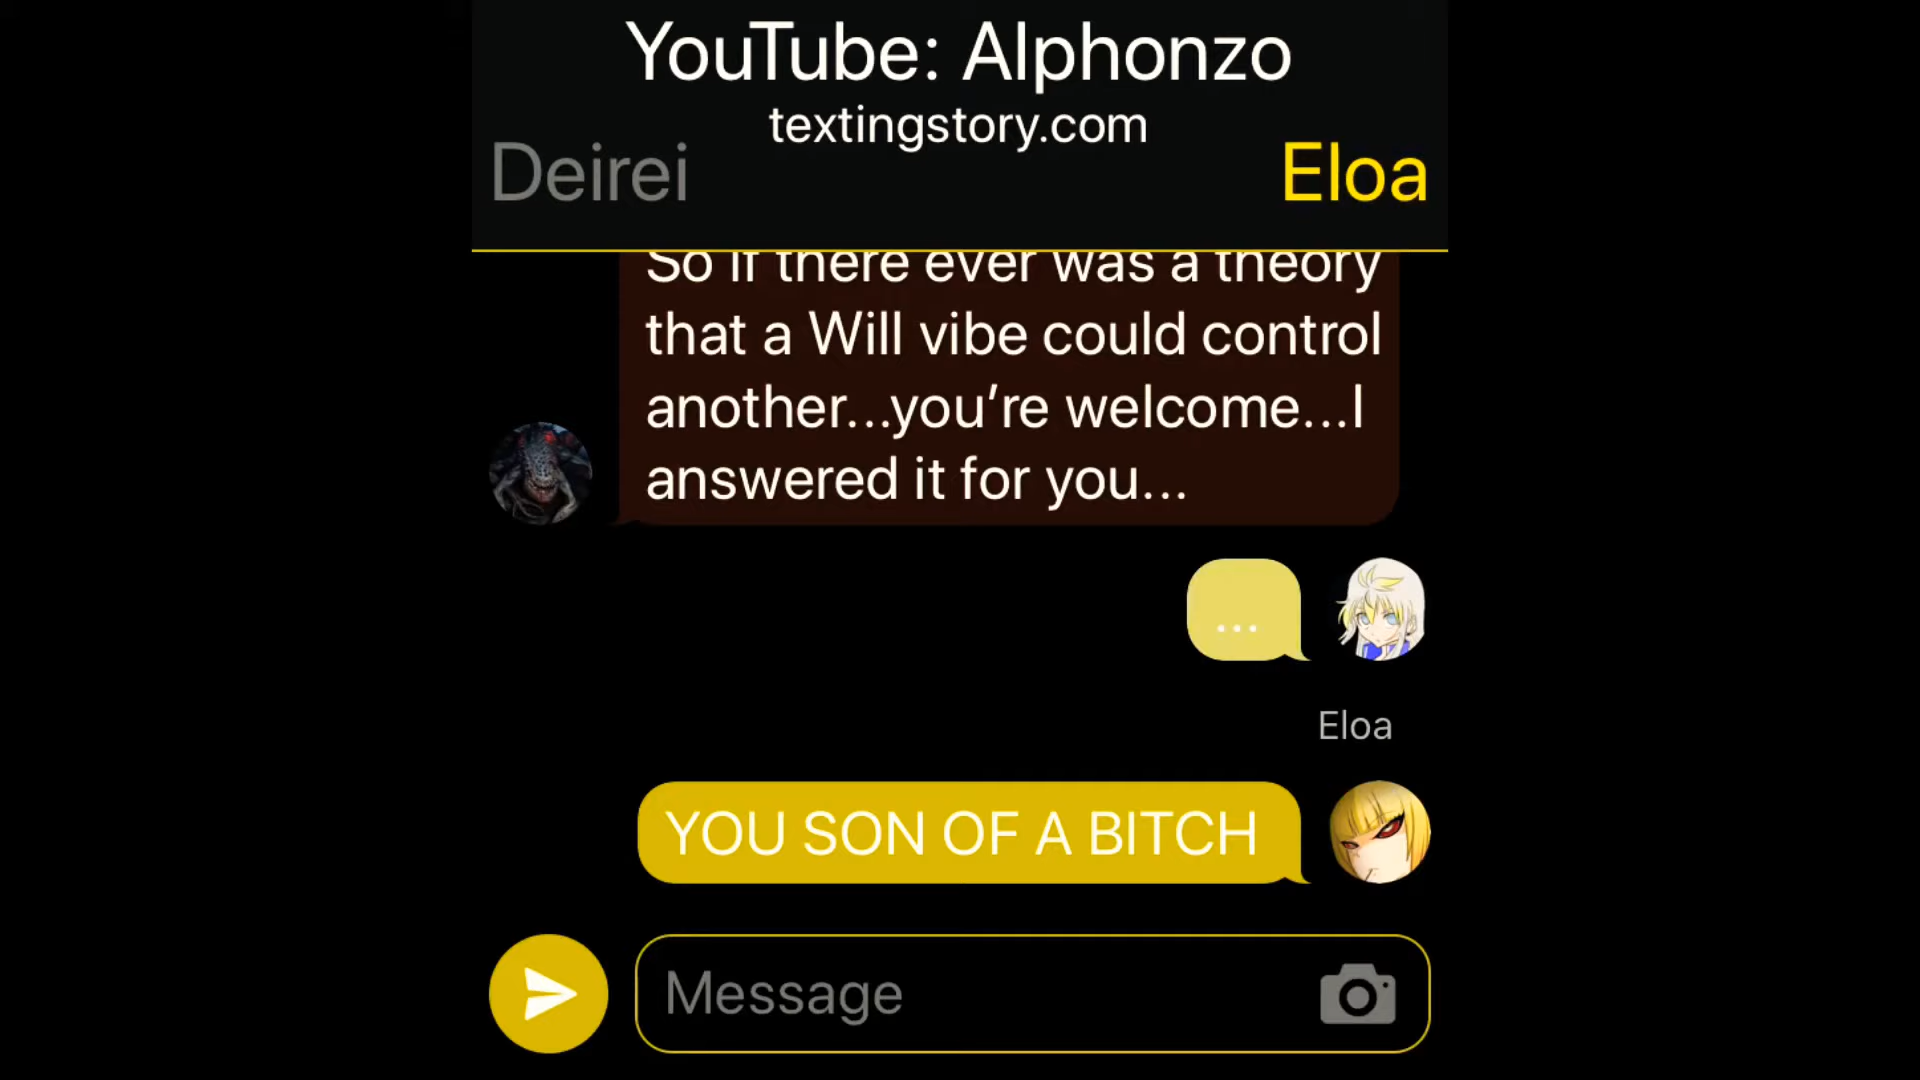 YouTube: Alphonzo
textingstory.com
Deirei
Eloa
So if there ever was a theory
that a Will vibe could control
another...you’re welcome...I
answered it for you...
...
Eloa
YOU SON OF A BITCH
Message